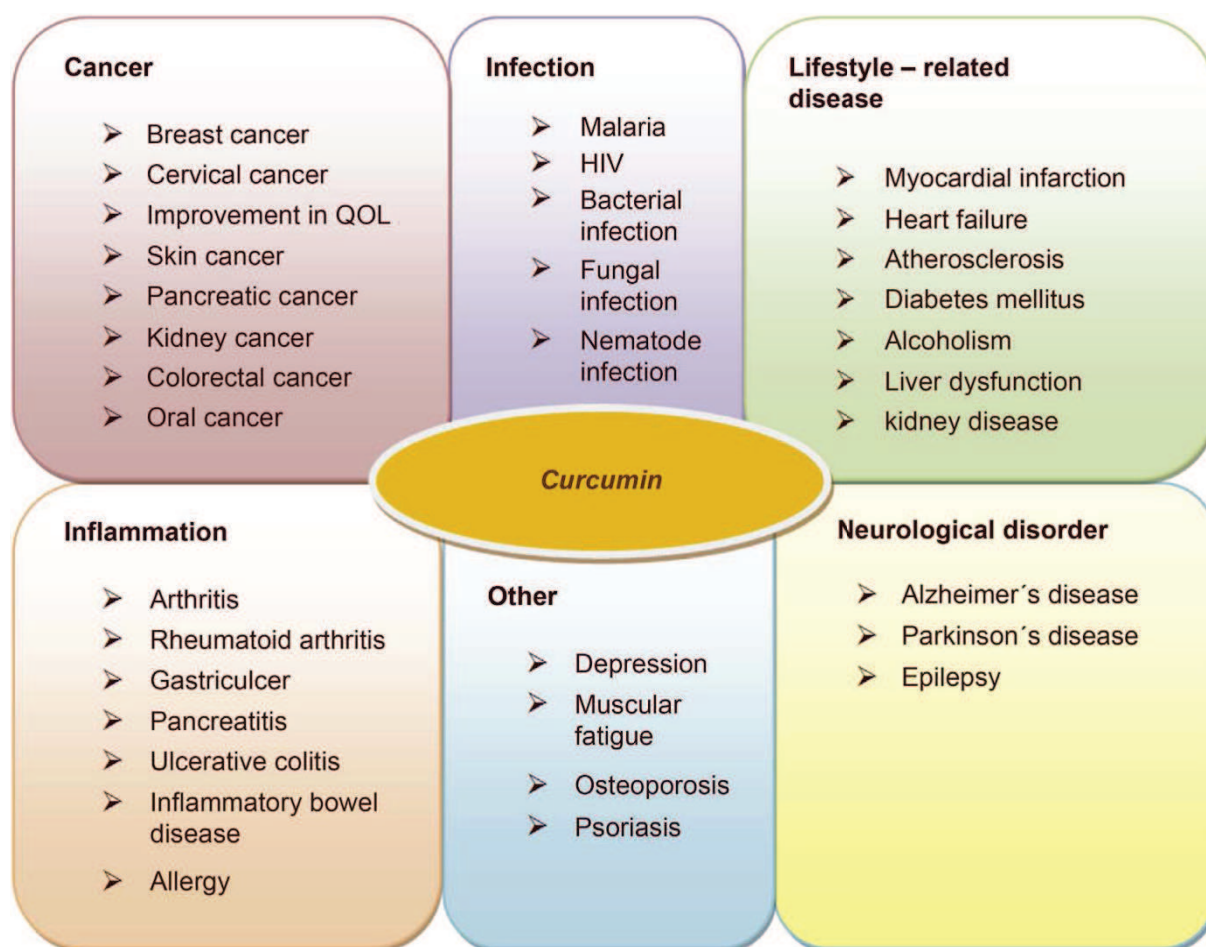 Cancer
➢ Breast cancer
➢ Cervical cancer
➢ Improvement in QOL
➢ Skin cancer
➢ Pancreatic cancer
➢ Kidney cancer
➢ Colorectal cancer
➢ Oral cancer
Infection
➢ Malaria
➢ HIV
➢ Bacterial
infection
➢ Fungal
infection
➢ Nematode
infection
Lifestyle – related
disease
➢ Myocardial infarction
➢ Heart failure
➢ Atherosclerosis
➢ Diabetes mellitus
➢ Alcoholism
➢ Liver dysfunction
➢ kidney disease
Curcumin
Inflammation
➢ Arthritis
➢ Rheumatoid arthritis
➢ Gastriculcer
➢ Pancreatitis
➢ Ulcerative colitis
➢ Inflammatory bowel
disease
➢ Allergy
Other
➢ Depression
➢ Muscular
fatigue
➢ Osteoporosis
➢ Psoriasis
Neurological disorder
➢ Alzheimer´s disease
➢ Parkinson´s disease
➢ Epilepsy